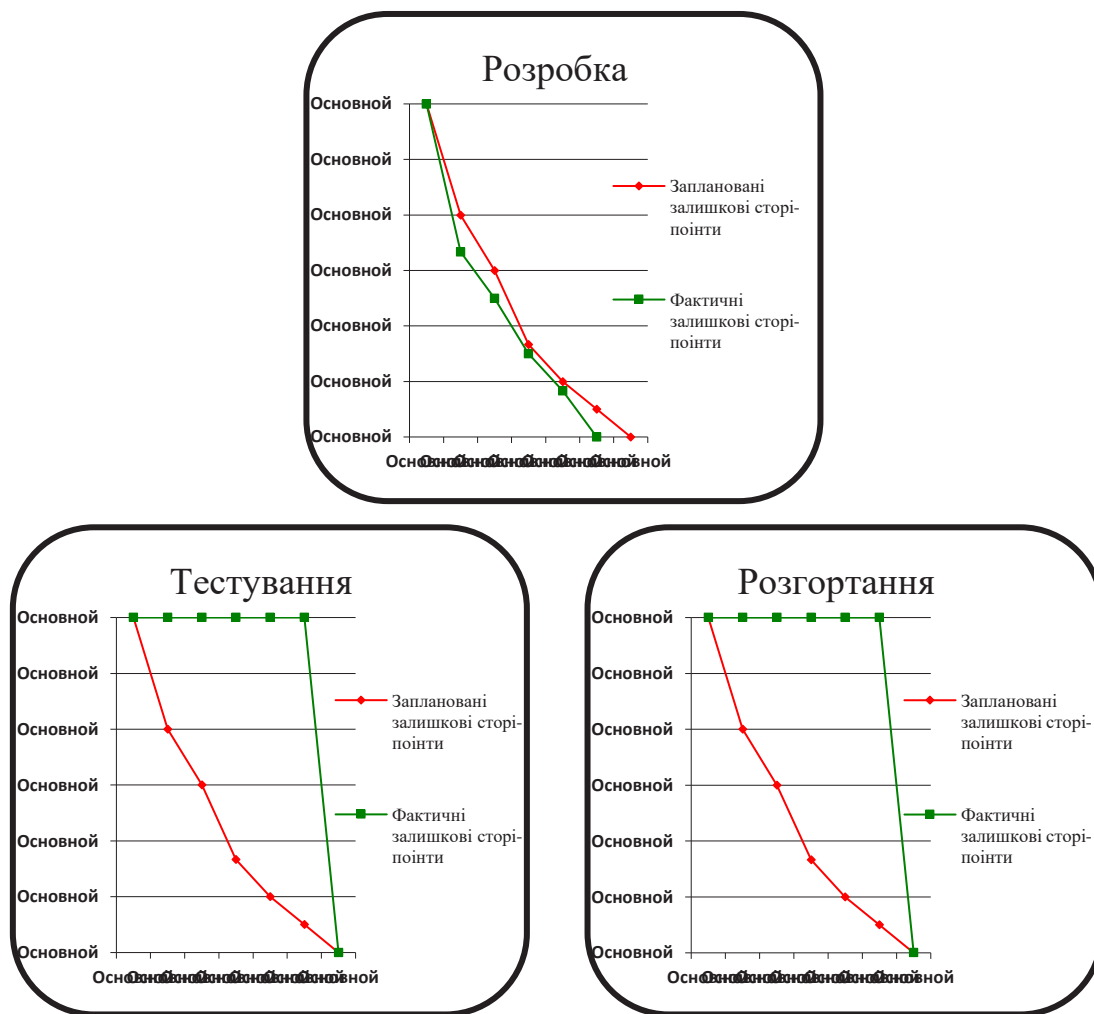 Розробка
Основной
Основной
Основной
Основной
Основной
Основной
Основной
Заплановані
залишкові сторі-
поінти
Фактичні
залишкові сторі-
поінти
Тестування
Основной
Основной
Основной
Основной
Основной
Основной
Основной
Заплановані
залишкові сторі-
поінти
Фактичні
залишкові сторі-
поінти
Розгортання
Основной
Основной
Основной
Основной
Основной
Основной
Основной
Заплановані
залишкові сторі-
поінти
Фактичні
залишкові сторі-
поінти